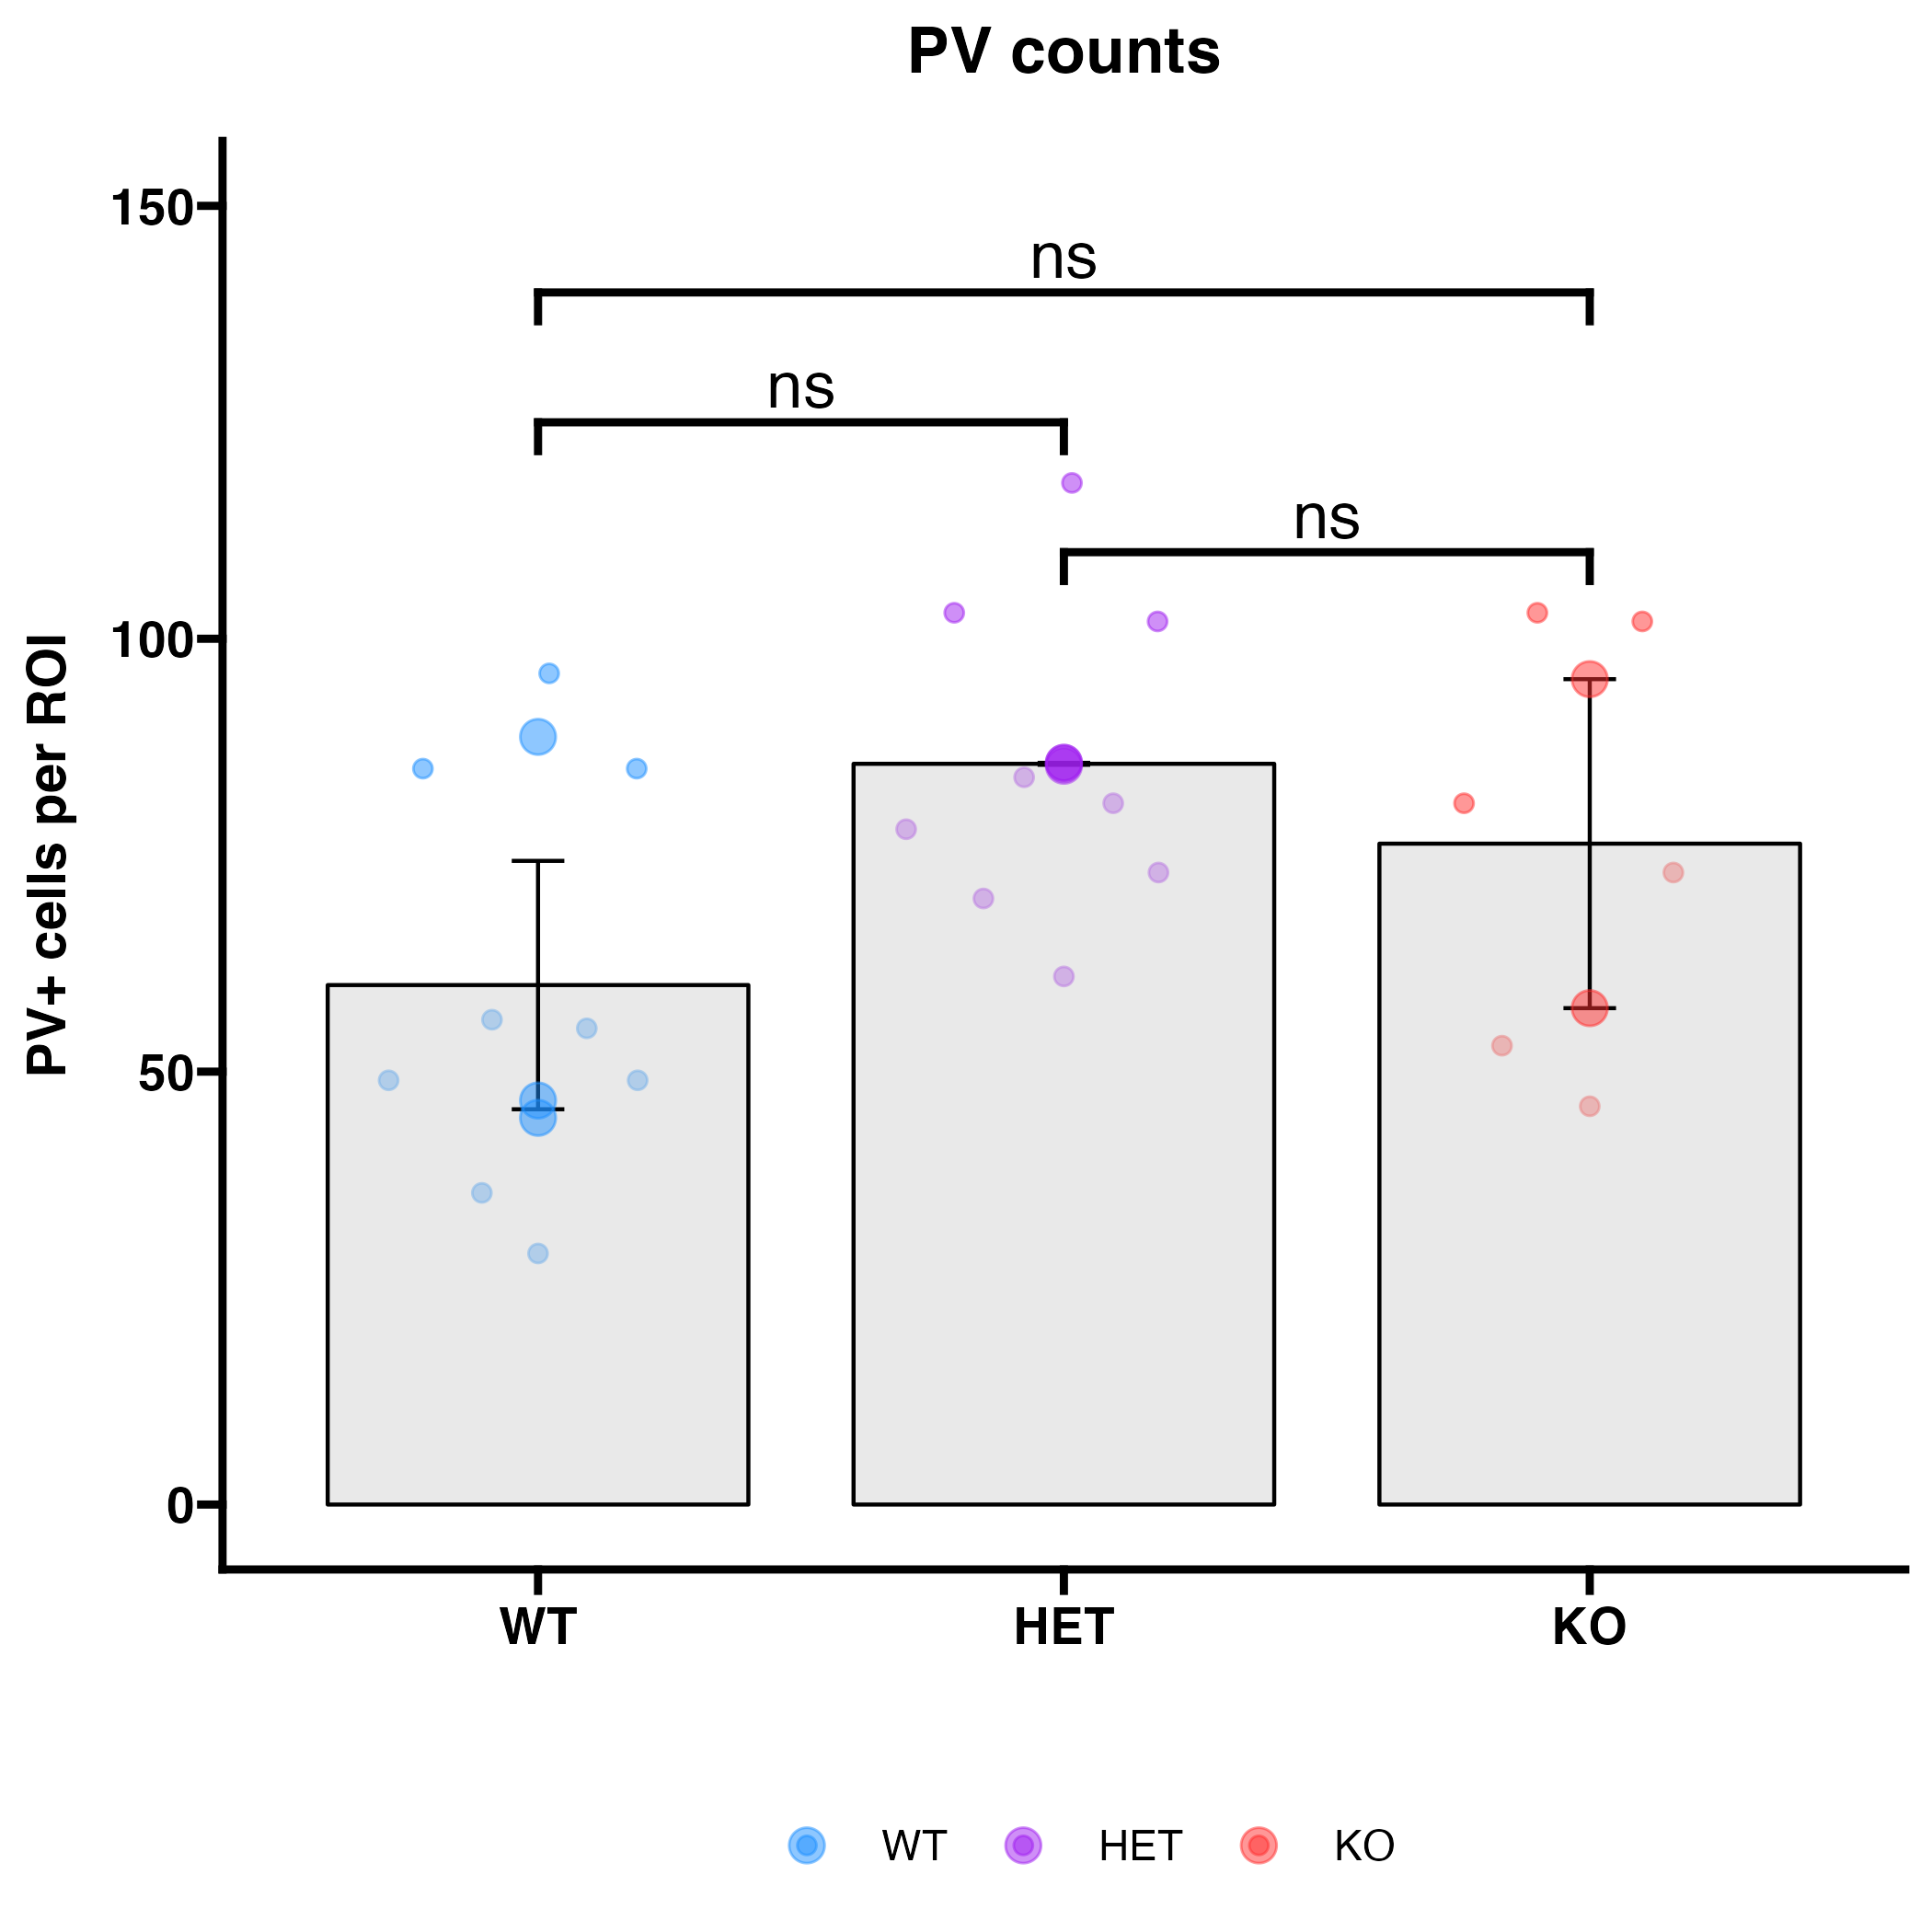 PV counts
PV+ cells per ROI
150
100
50
0
ns
ns
ns
WT
HET
KO
WT
HET
KO